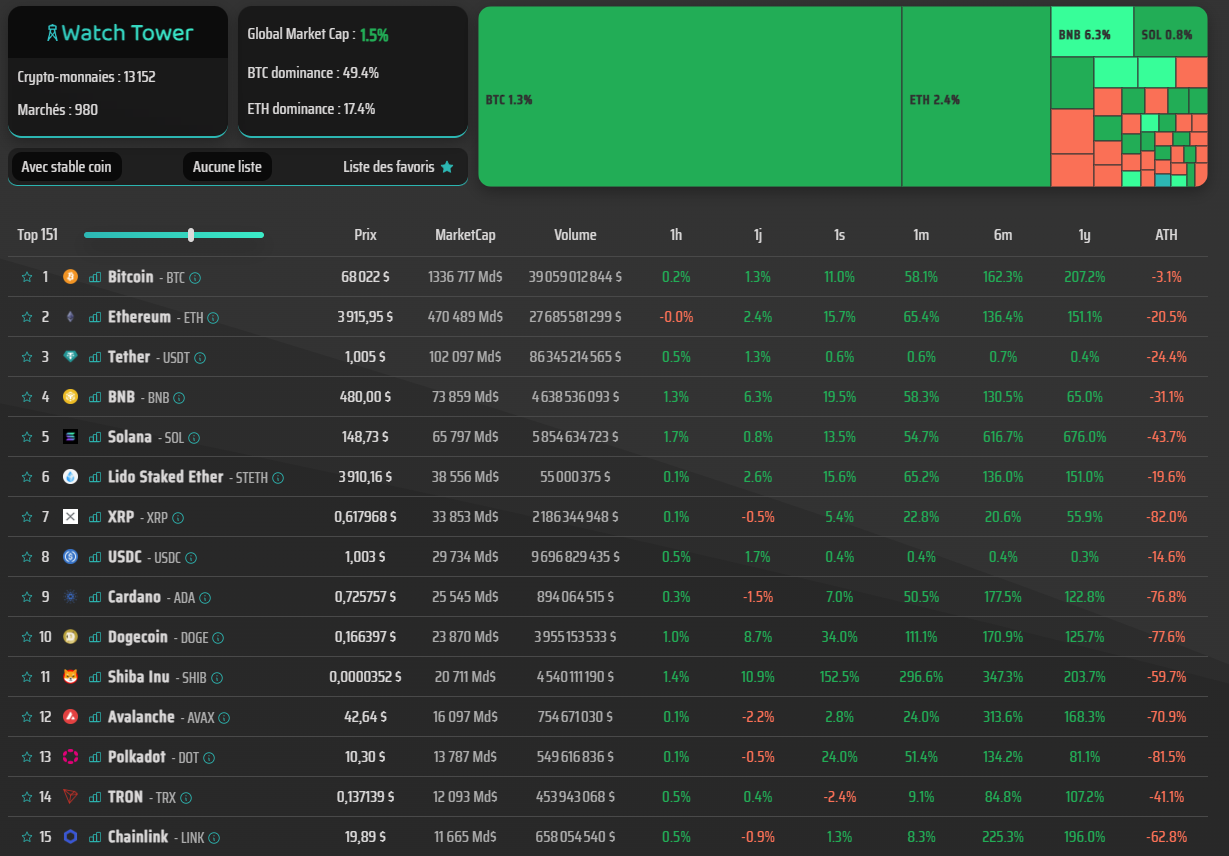 Watch Tower
Crypto-monnaies : 13152
Marchés : 980
Global Market Cap : 1.5%
BTC dominance : 49.4%
ETH dominance : 17.4%
Avec stable coin Aucune liste Liste des favoris
BTC 1.3% ETH 2.4% BNB 6.3% SOL 0.8%
Top 151 Prix MarketCap Volume 1h 1j 1s 1m 6m 1y ATH
1 Bitcoin - BTC 68 022 $ 1336 717 Md$ 39 059 012 844 $ 0.2% 1.3% 11.0% 58.1% 162.3% 207.2% -3.1%
2 Ethereum - ETH 3 915,95 $ 470 489 Md$ 27 685 581 299 $ -0.0% 2.4% 15.7% 65.4% 136.4% 151.1% -20.5%
3 Tether - USDT 1,005 $ 102 097 Md$ 86 345 214 565 $ 0.5% 1.3% 0.6% 0.6% 0.7% 0.4% -24.4%
4 BNB - BNB 480,00 $ 73 859 Md$ 4 638 536 093 $ 1.3% 6.3% 19.5% 58.3% 130.5% 65.0% -31.1%
5 Solana - SOL 148,73 $ 65 797 Md$ 5 854 634 723 $ 1.7% 0.8% 13.5% 54.7% 616.7% 676.0% -43.7%
6 Lido Staked Ether - STETH 3 910,16 $ 38 556 Md$ 55 000 375 $ 0.1% 2.6% 15.6% 65.2% 136.0% 151.0% -19.6%
7 XRP - XRP 0,617968 $ 33 853 Md$ 2 186 344 948 $ 0.1% -0.5% 5.4% 22.8% 20.6% 55.9% -82.0%
8 USDC - USDC 1,003 $ 29 734 Md$ 9 696 829 435 $ 0.5% 1.7% 0.4% 0.4% 0.4% 0.3% -14.6%
9 Cardano - ADA 0,725757 $ 25 545 Md$ 894 064 515 $ 0.3% -1.5% 7.0% 50.5% 177.5% 122.8% -76.8%
10 Dogecoin - DOGE 0,166397 $ 23 870 Md$ 3 955 153 533 $ 1.0% 8.7% 34.0% 111.1% 170.9% 125.7% -77.6%
11 Shiba Inu - SHIB 0,0000352 $ 20 711 Md$ 4 540 111 190 $ 1.4% 10.9% 152.5% 296.6% 347.3% 203.7% -59.7%
12 Avalanche - AVAX 42,64 $ 16 097 Md$ 754 671 030 $ 0.1% -2.2% 2.8% 24.0% 313.6% 168.3% -70.9%
13 Polkadot - DOT 10,30 $ 13 787 Md$ 549 616 836 $ 0.1% -0.5% 24.0% 51.4% 134.2% 81.1% -81.5%
14 TRON - TRX 0,137139 $ 12 093 Md$ 453 943 068 $ 0.5% 0.4% -2.4% 9.1% 84.8% 107.2% -41.1%
15 Chainlink - LINK 19,89 $ 11 665 Md$ 658 054 540 $ 0.5% -0.9% 1.3% 8.3% 225.3% 196.0% -62.8%